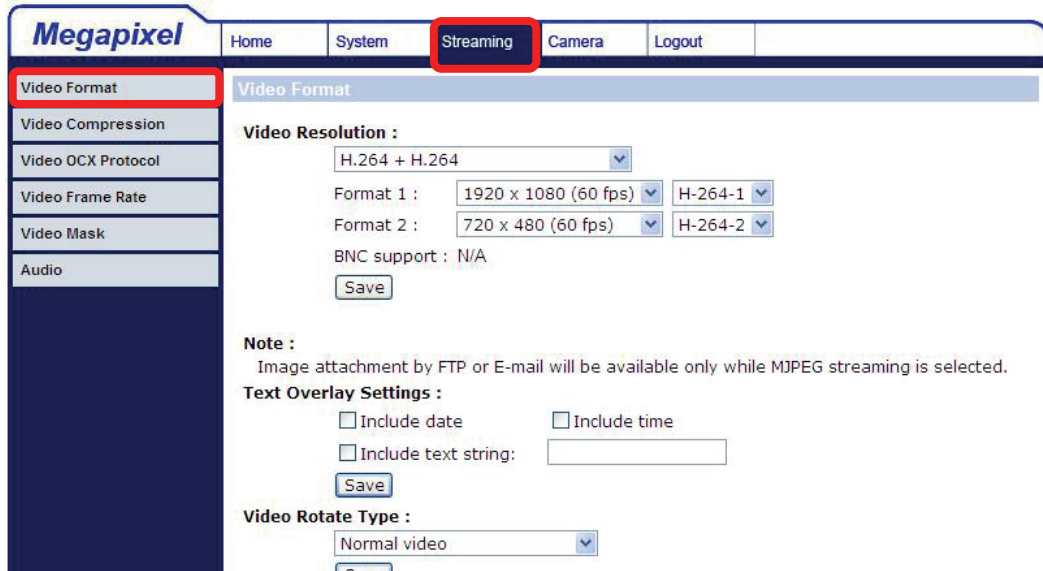 Megapixel
Home System Streaming Camera Logout
Video Format
Video Compression
Video OCX Protocol
Video Frame Rate
Video Mask
Audio
Video Format
Video Resolution :
H.264 + H.264
Format 1 : 1920 x 1080 (60 fps) H-264-1
Format 2 : 720 x 480 (60 fps) H-264-2
BNC support : N/A
Save
Note :
Image attachment by FTP or E-mail will be available only while MJPEG streaming is selected.
Text Overlay Settings :
Include date Include time
Include text string:
Save
Video Rotate Type :
Normal video